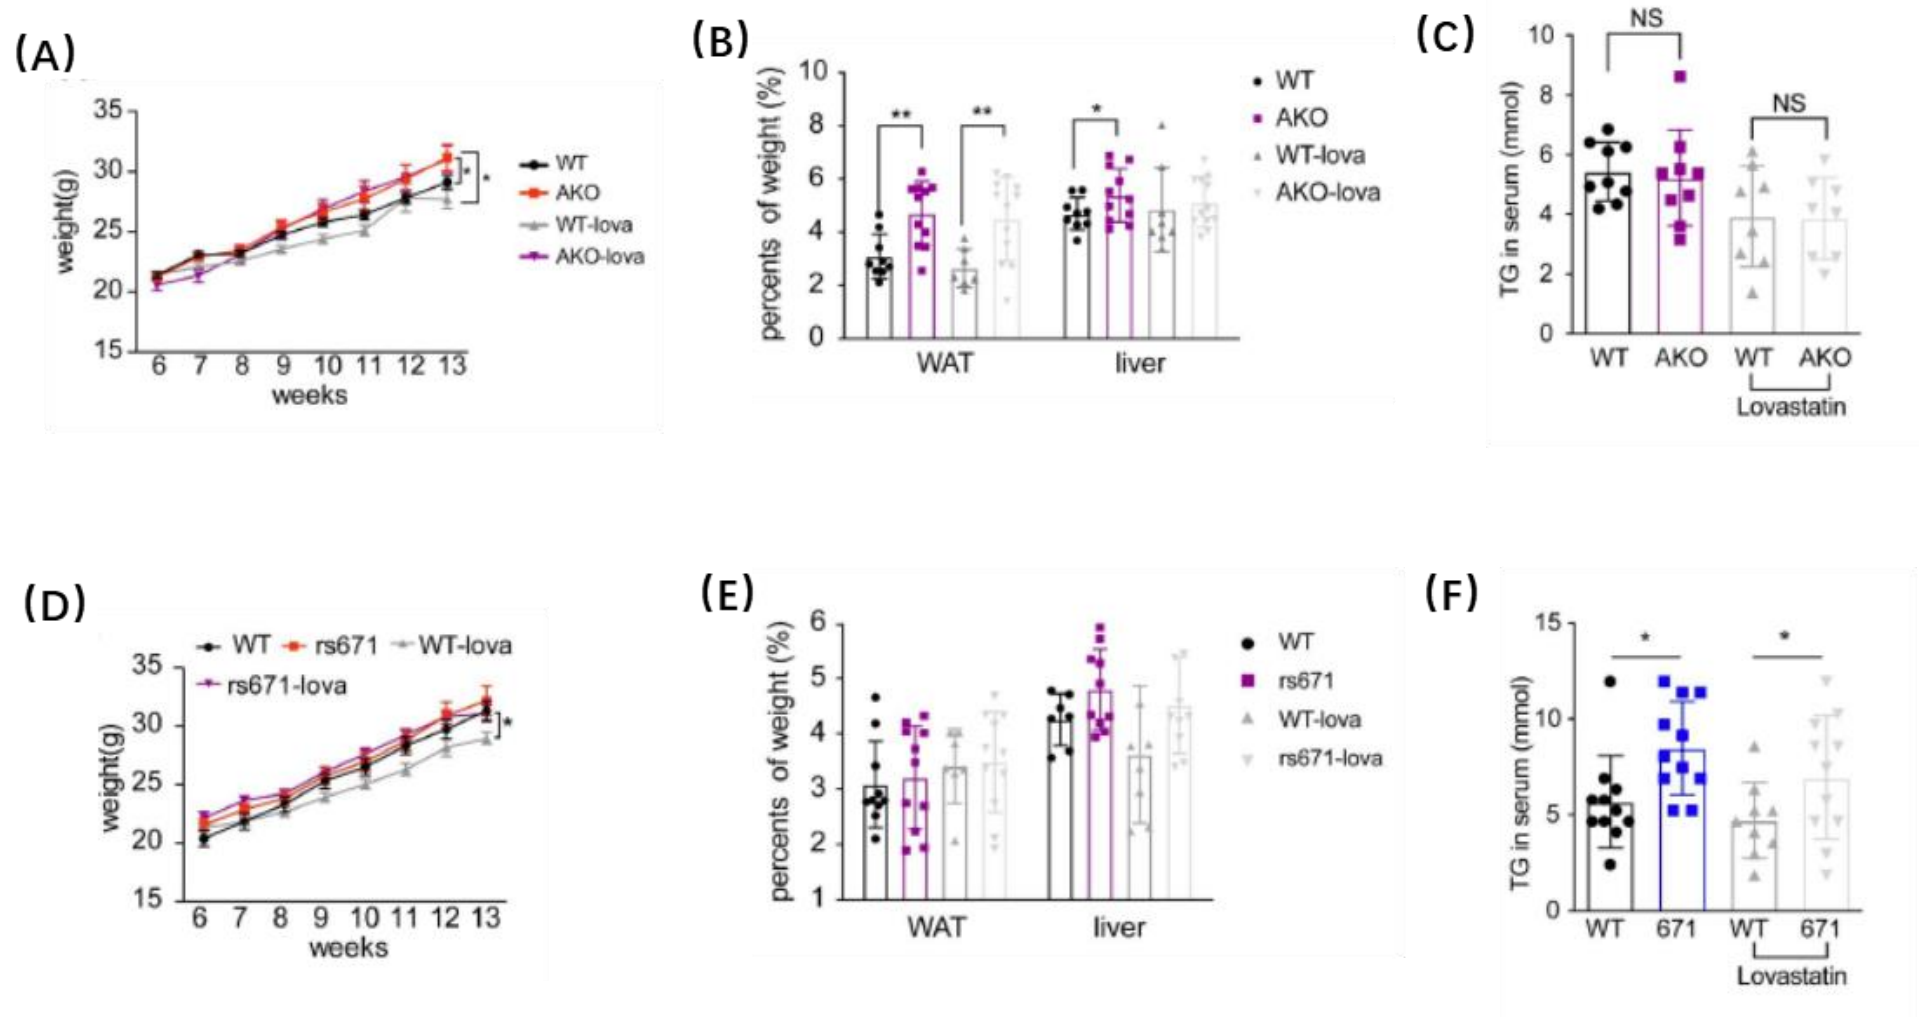 (A)
35
30
25
20
15
weight(g)
6 7 8 9 10 11 12 13
weeks
* *
WT
AKO
WT-lova
AKO-lova
(B)
10
8
6
4
2
0
percents of weight (%)
** ** *
WAT liver
WT
AKO
WT-lova
AKO-lova
(C)
NS
NS
10
8
6
4
2
0
TG in serum (mmol)
WT AKO WT AKO
Lovastatin
(D)
WT rs671 WT-lova
rs671-lova
35
30
25
20
15
weight(g)
*
6 7 8 9 10 11 12 13
weeks
(E)
6
5
4
3
2
1
percents of weight (%)
WAT liver
WT
rs671
WT-lova
rs671-lova
(F)
15
10
5
0
TG in serum (mmol)
* *
WT 671 WT 671
Lovastatin